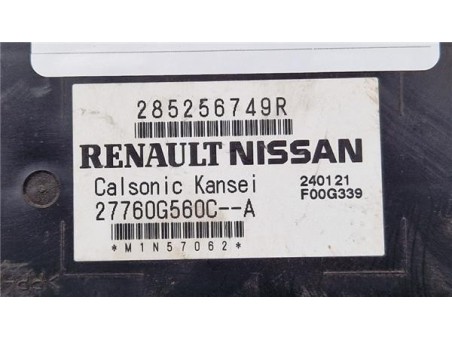 285256749R
RENAULT NISSAN
Calsonic Kansei 240121
27760G560C--A F00G339
*M1N57062*